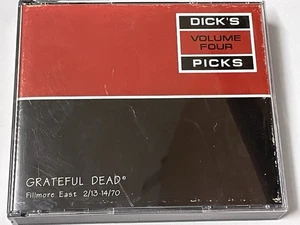 DICK'S
VOLUME
FOUR
PICKS
GRATEFUL DEAD®
Fillmore East 2/13-14/70